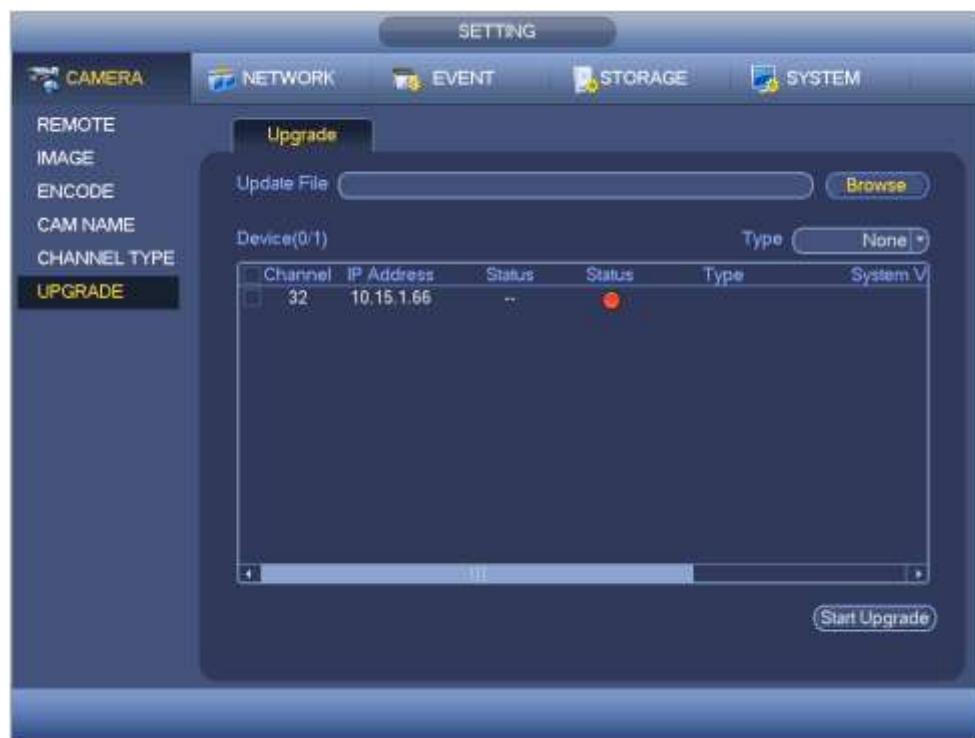 SETTING
CAMERA NETWORK EVENT STORAGE SYSTEM
REMOTE
IMAGE
ENCODE
CAM NAME
CHANNEL TYPE
UPGRADE
Upgrade
Update File Browse
Device(0/1) Type None
Channel IP Address Status Status Type System V
32 10.15.1.66 --
Start Upgrade